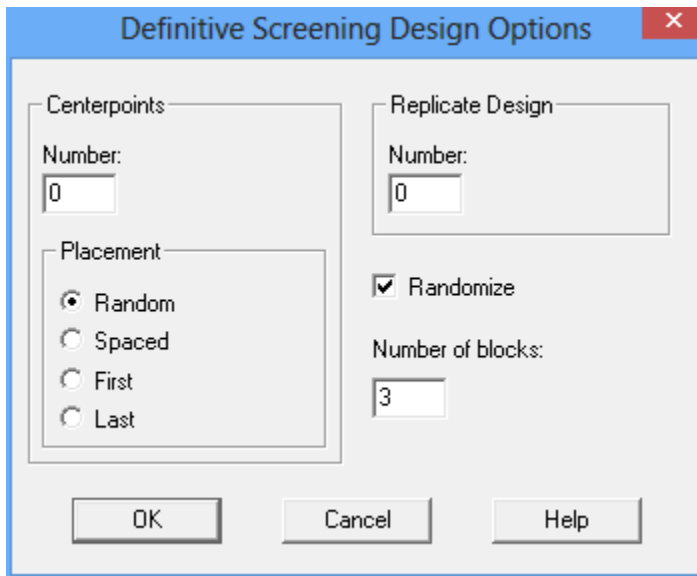 Definitive Screening Design Options
Centerpoints
Number:
0
Placement
Random
Spaced
First
Last
Replicate Design
Number:
0
Randomize
Number of blocks:
3
OK
Cancel
Help